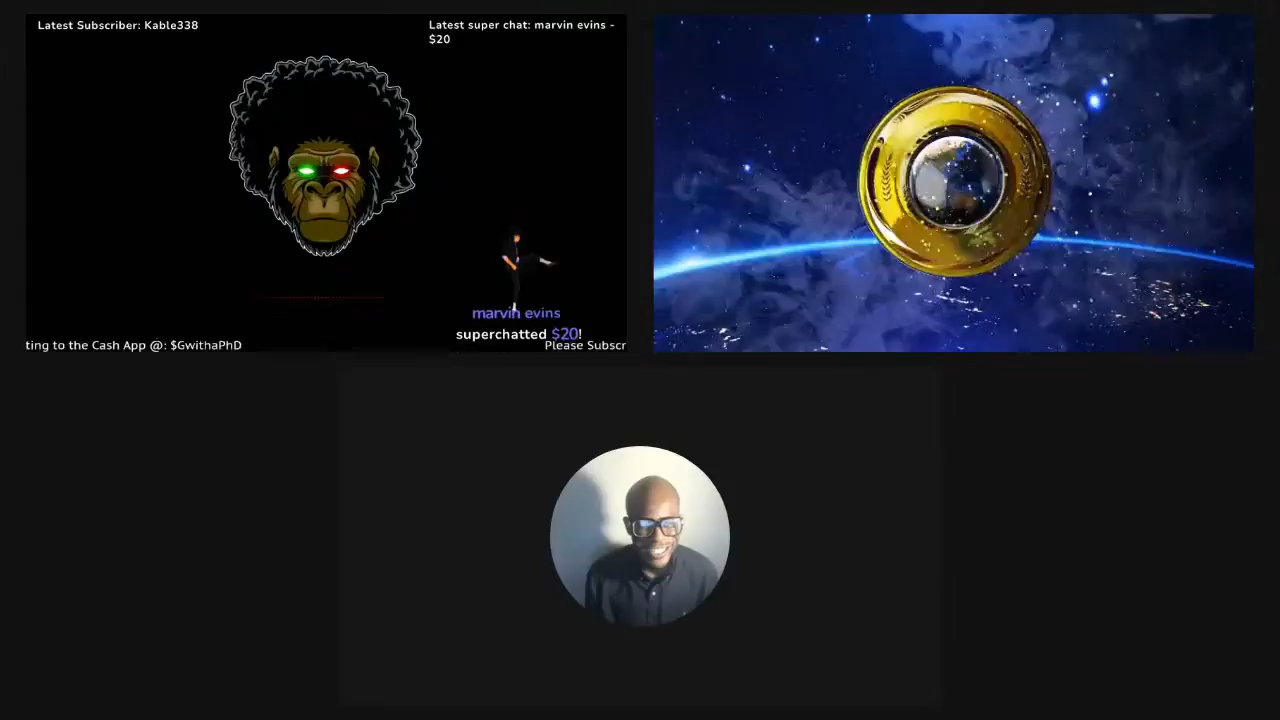 Latest Subscriber: Kable338
Latest super chat: marvin evins -
$20
marvin evins
superchatted $20!
ting to the Cash App @: $GwithaPhD
Please Subscr